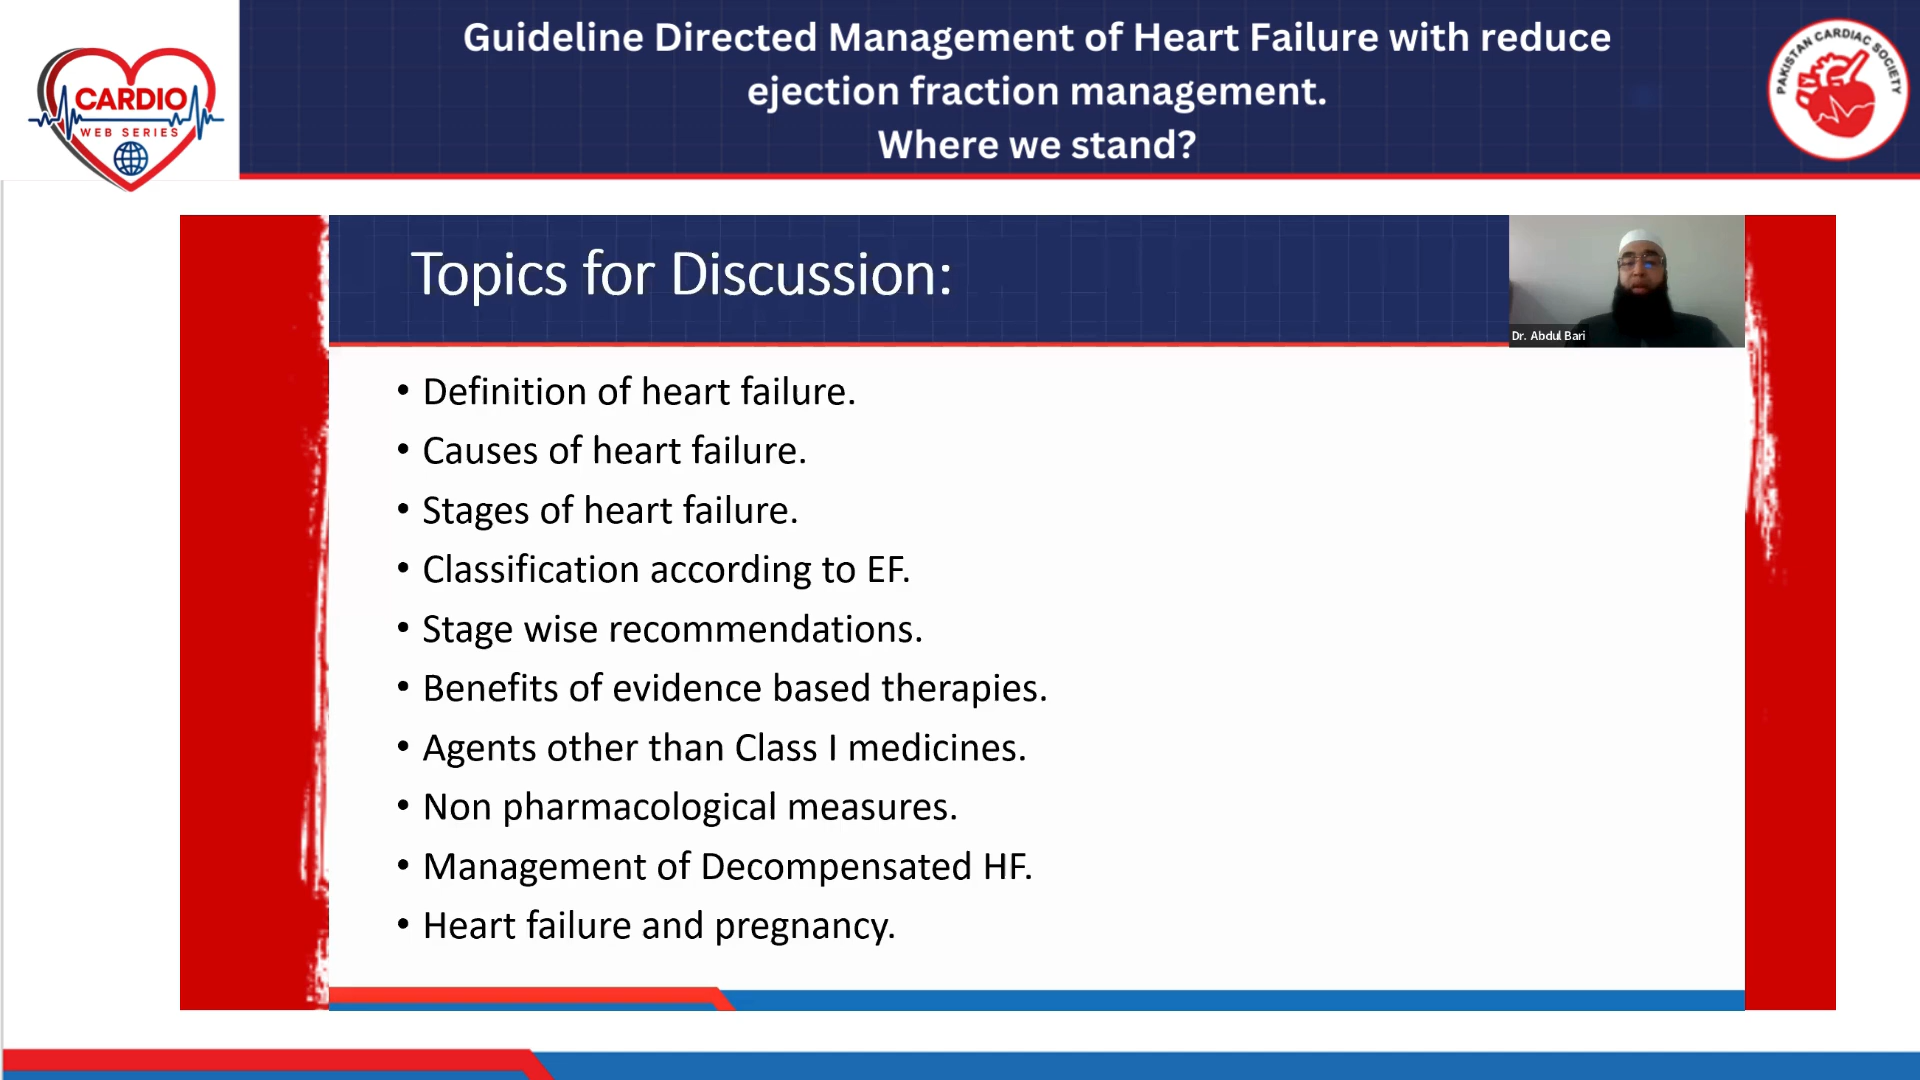 Guideline Directed Management of Heart Failure with reduce
ejection fraction management.
Where we stand?
CARDIO
WEB SERIES
PAKISTAN CARDIAC SOCIETY
Topics for Discussion:
Dr. Abdul Bari
• Definition of heart failure.
• Causes of heart failure.
• Stages of heart failure.
• Classification according to EF.
• Stage wise recommendations.
• Benefits of evidence based therapies.
• Agents other than Class I medicines.
• Non pharmacological measures.
• Management of Decompensated HF.
• Heart failure and pregnancy.